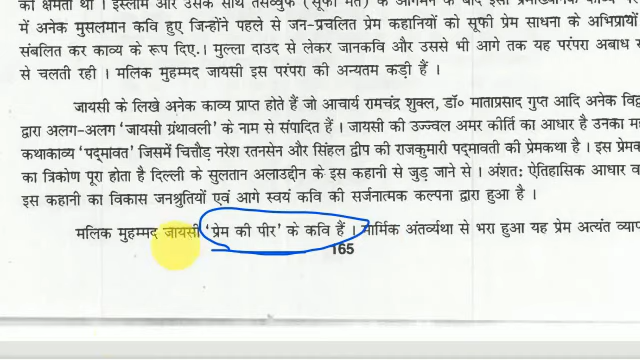 की क्षमता थी । इस्लाम और उसके साथ तसव्वुफ (सूफी मत) के आगमन के बाद इसी प्रेमाख्यानक काव्य
में अनेक मुसलमान कवि हुए जिन्होंने पहले से जन-प्रचलित प्रेम कहानियों को सूफी प्रेम साधना के अभिप्रायों
संबलित कर काव्य के रूप दिए.। मुल्ला दाउद से लेकर जानकवि और उससे भी आगे तक यह परंपरा अबाध
से चलती रही । मलिक मुहम्मद जायसी इस परंपरा की अन्यतम कड़ी हैं ।
जायसी के लिखे अनेक काव्य प्राप्त होते हैं जो आचार्य रामचंद्र शुक्ल, डॉ० माताप्रसाद गुप्त आदि अनेक
द्वारा अलग-अलग 'जायसी ग्रंथावली' के नाम से संपादित हैं । जायसी की उज्ज्वल अमर कीर्ति का आधार है उनका
कथाकाव्य 'पद्मावत' जिसमें चित्तौड़ नरेश रतनसेन और सिंहल द्वीप की राजकुमारी पद्मावती की प्रेमकथा है । इस
का त्रिकोण पूरा होता है दिल्ली के सुलतान अलाउद्दीन के इस कहानी से जुड़ जाने से । अंशत: ऐतिहासिक आधार
इस कहानी का विकास जनश्रुतियों एवं आगे स्वयं कवि की सर्जनात्मक कल्पना द्वारा हुआ है ।
मलिक मुहम्मद जायसी 'प्रेम की पीर' के कवि हैं । मार्मिक अंतर्व्यथा से भरा हुआ यह प्रेम अत्यंत
165